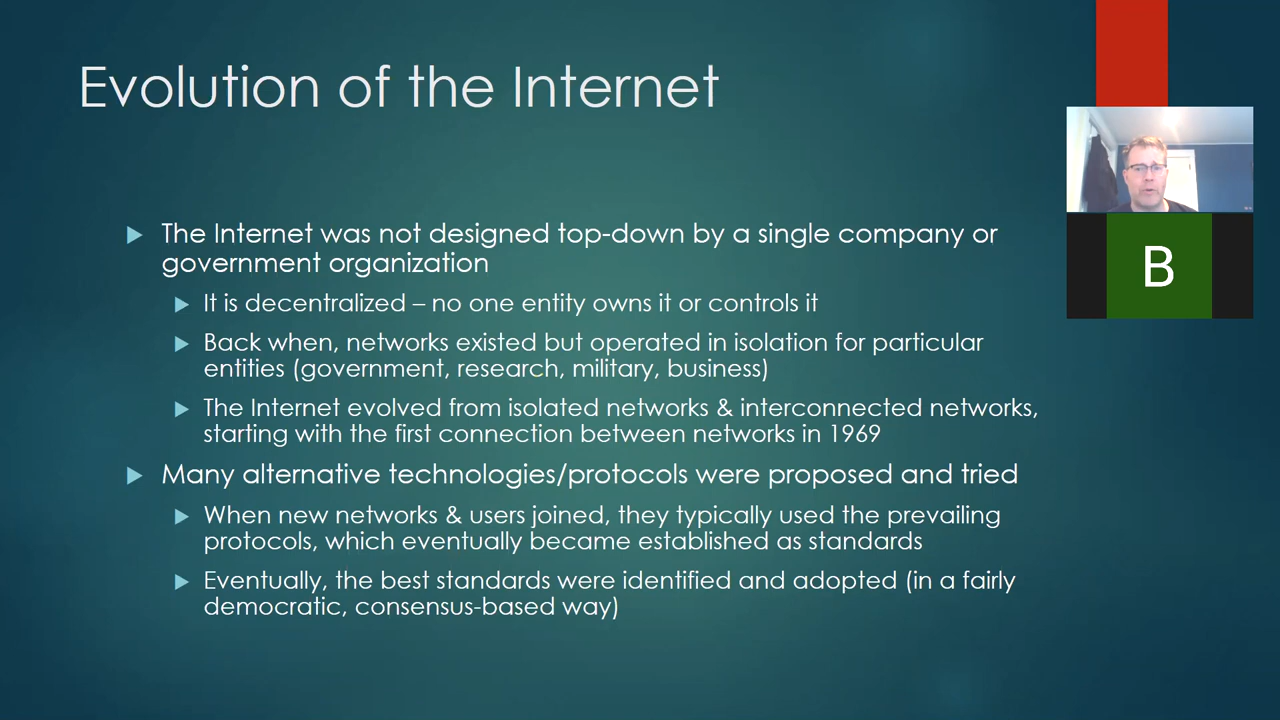 Evolution of the Internet
The Internet was not designed top-down by a single company or
government organization
It is decentralized – no one entity owns it or controls it
Back when, networks existed but operated in isolation for particular
entities (government, research, military, business)
The Internet evolved from isolated networks & interconnected networks,
starting with the first connection between networks in 1969
Many alternative technologies/protocols were proposed and tried
When new networks & users joined, they typically used the prevailing
protocols, which eventually became established as standards
Eventually, the best standards were identified and adopted (in a fairly
democratic, consensus-based way)
B